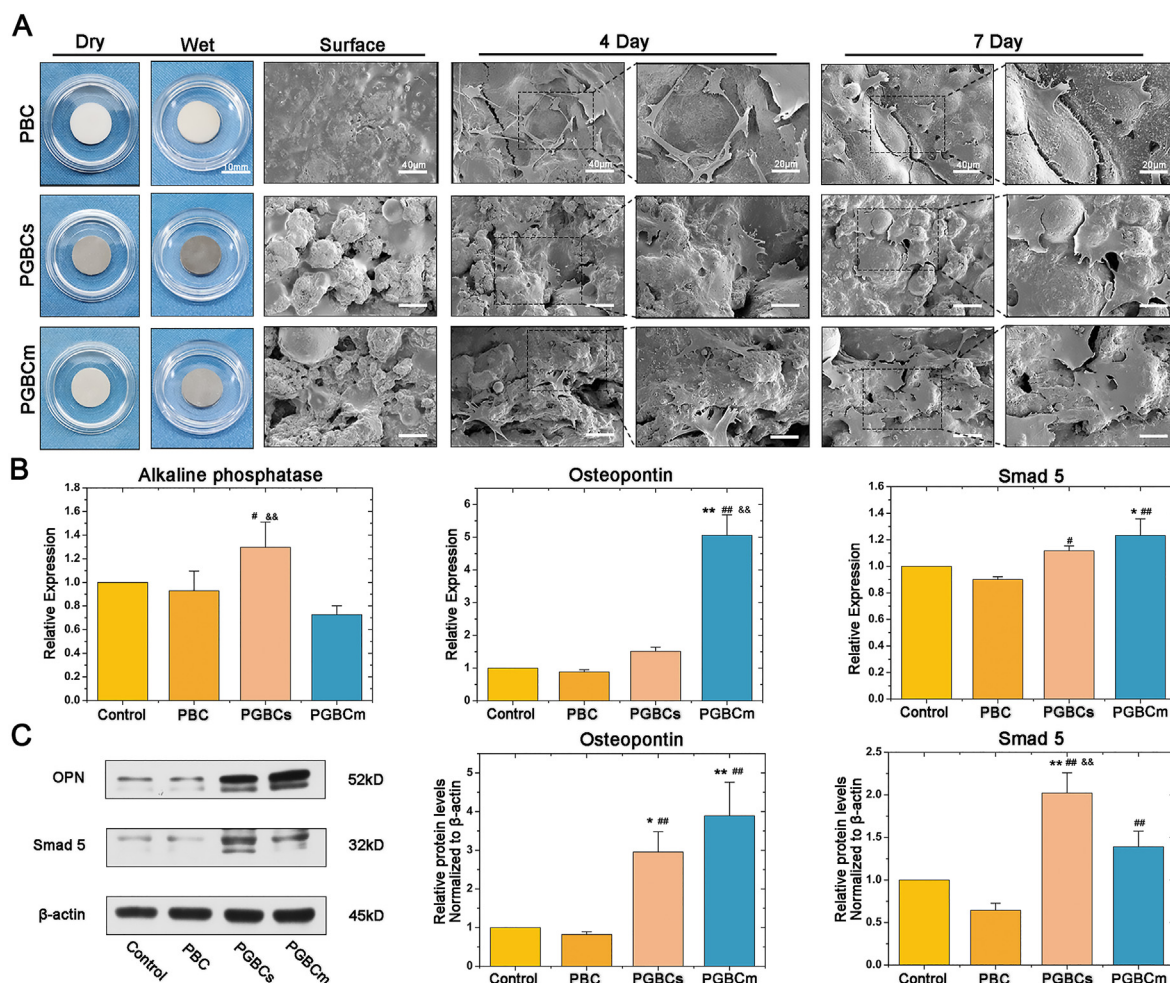 A
Dry Wet Surface 4 Day 7 Day
PBC
10mm 40μm 40μm 20μm 40μm 20μm
PGBCs
PGBCm
B
Alkaline phosphatase
Relative Expression
1.8
1.6
1.4
1.2
1.0
0.8
0.6
0.4
0.2
0.0
# &&
Control PBC PGBCs PGBCm
Osteopontin
Relative Expression
6
5
4
3
2
1
0
** ## &&
Control PBC PGBCs PGBCm
Smad 5
Relative Expression
1.6
1.4
1.2
1.0
0.8
0.6
0.4
0.2
0.0
#
* ##
Control PBC PGBCs PGBCm
C
OPN 52kD
Smad 5 32kD
β-actin 45kD
Control PBC PGBCs PGBCm
Osteopontin
Relative protein levels
Normalized to β-actin
5
4
3
2
1
0
* ##
** ##
Control PBC PGBCs PGBCm
Smad 5
Relative protein levels
Normalized to β-actin
2.5
2.0
1.5
1.0
0.5
0.0
** ## &&
##
Control PBC PGBCs PGBCm